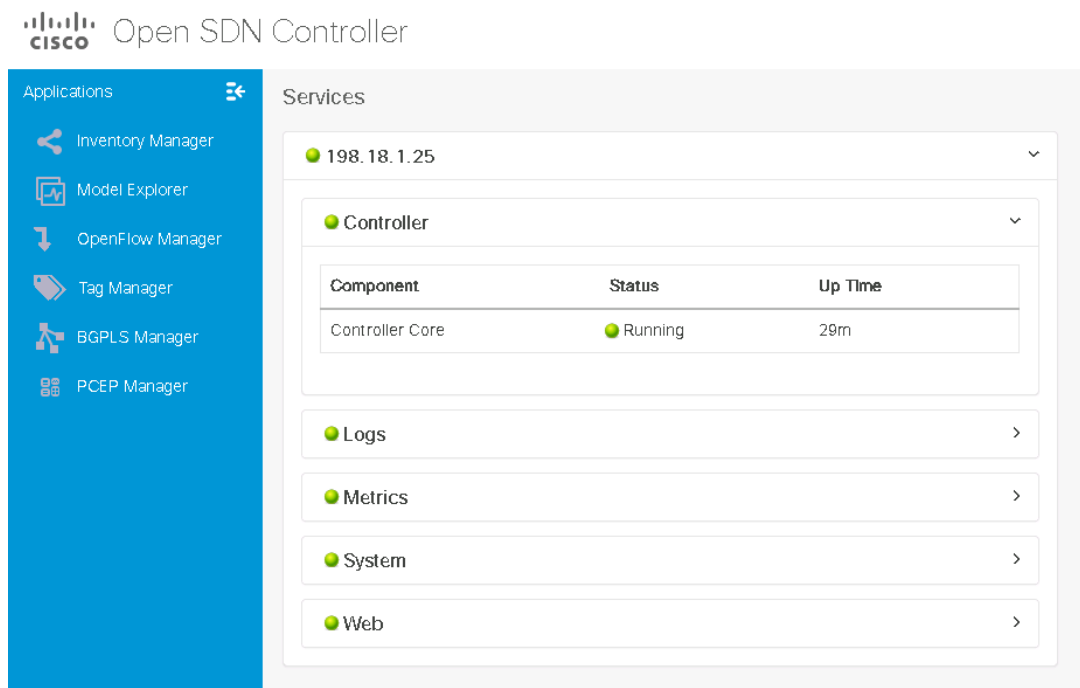 CISCO Open SDN Controller
Applications
Inventory Manager
Model Explorer
OpenFlow Manager
Tag Manager
BGPLS Manager
PCEP Manager
Services
198.18.1.25
Controller
Component Status Up Time
Controller Core Running 29m
Logs
Metrics
System
Web